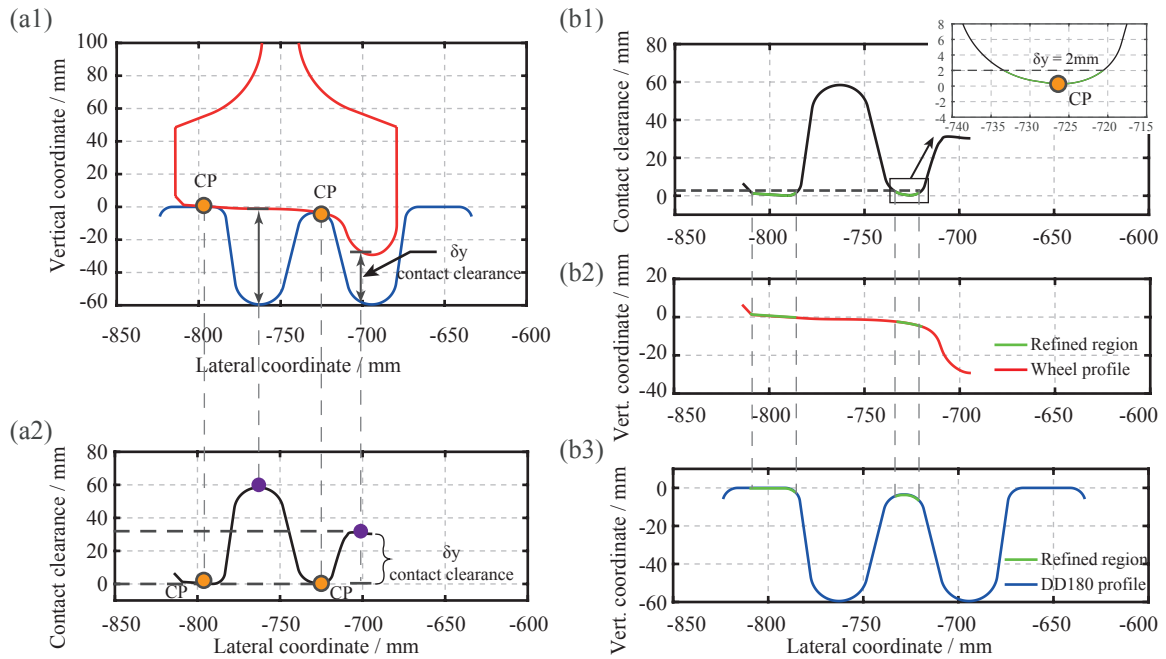 (a1)
Vertical coordinate / mm
100
80
60
40
20
0
-20
-40
-60
CP
CP
δy
contact clearance
-850
-800
-750
-700
-650
-600
Lateral coordinate / mm
(a2)
Contact clearance / mm
80
60
40
20
0
CP
CP
δy
contact clearance
-850
-800
-750
-700
-650
-600
Lateral coordinate / mm
(b1)
Contact clearance / mm
80
60
40
20
0
-850
-800
-750
-700
-650
-600
8
6
4
2
0
-2
-4
δy = 2mm
CP
-740
-735
-730
-725
-720
-715
(b2)
Vert. coordinate / mm
20
0
-20
-40
Refined region
Wheel profile
-850
-800
-750
-700
-650
-600
(b3)
Vert. coordinate / mm
0
-20
-40
-60
Refined region
DD180 profile
-850
-800
-750
-700
-650
-600
Lateral coordinate / mm